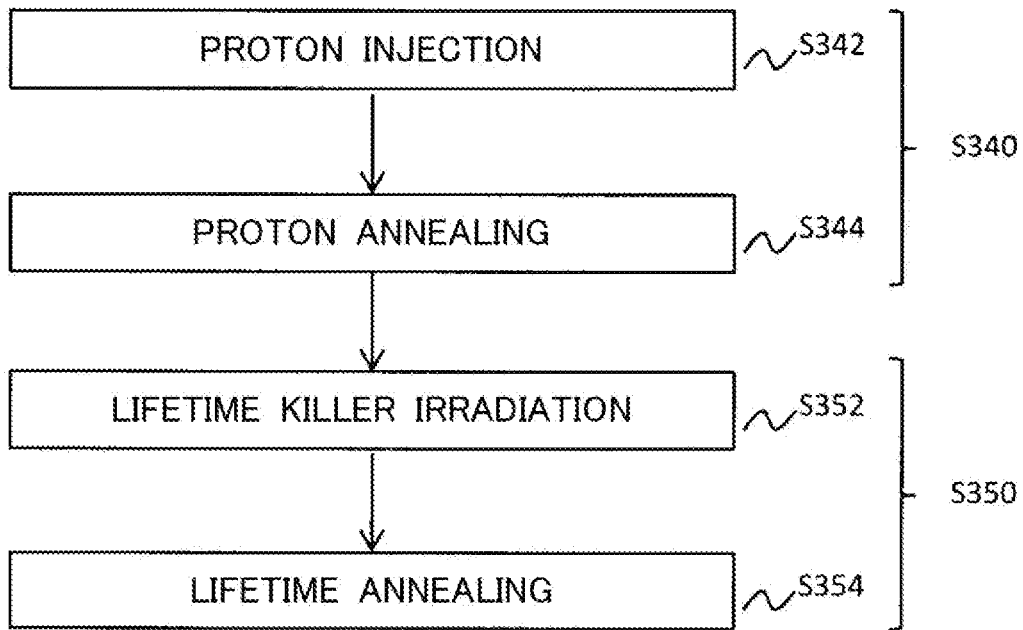 PROTON INJECTION
S342
S340
PROTON ANNEALING
S344
LIFETIME KILLER IRRADIATION
S352
S350
LIFETIME ANNEALING
S354